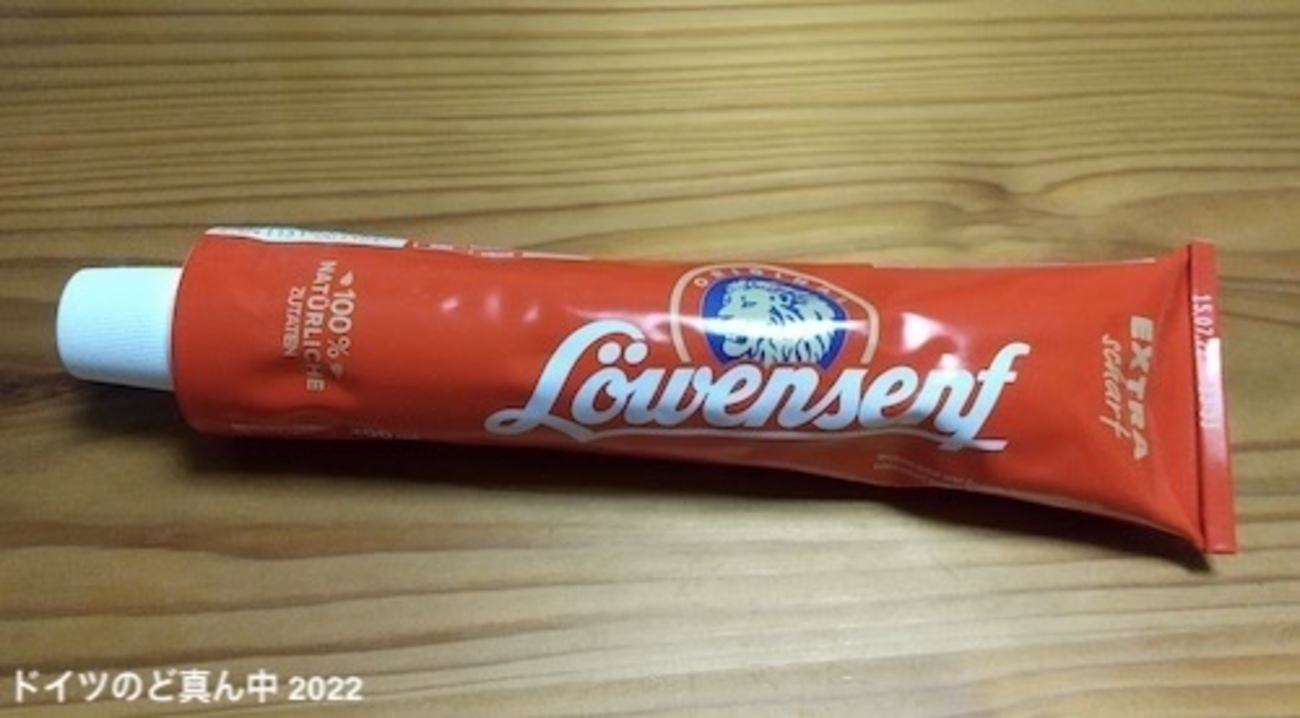 100%
NATÜRLICHE
ZUTATEN
ORIGINAL
Löwensenf
EXTRA
scharf
ドイツのど真ん中 2022